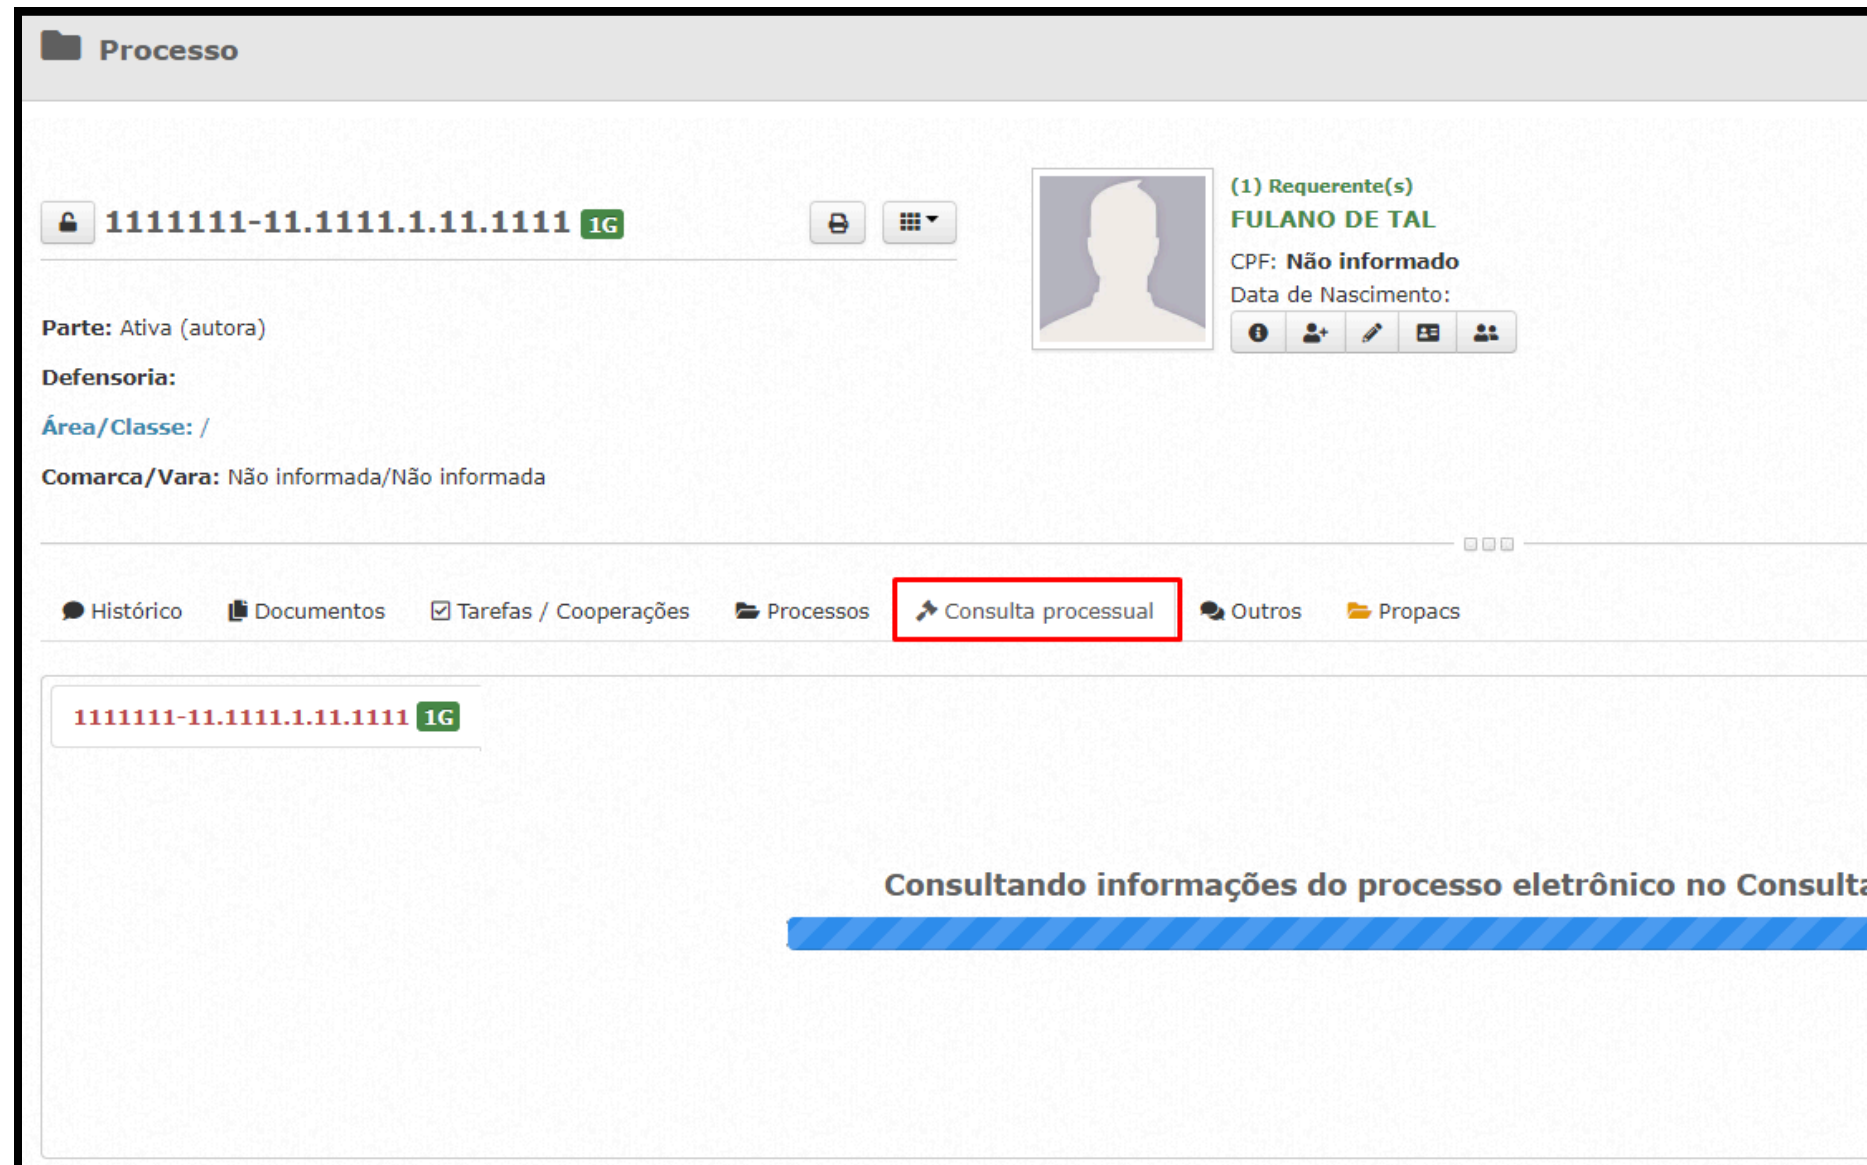 Processo
1111111-11.1111.1.11.1111 1G
Parte: Ativa (autora)
Defensoria:
Área/Classe: /
Comarca/Vara: Não informada/Não informada
(1) Requerente(s)
FULANO DE TAL
CPF: Não informado
Data de Nascimento:
Histórico Documentos Tarefas / Cooperações Processos Consulta processual Outros Propacs
1111111-11.1111.1.11.1111 1G
Consultando informações do processo eletrônico no